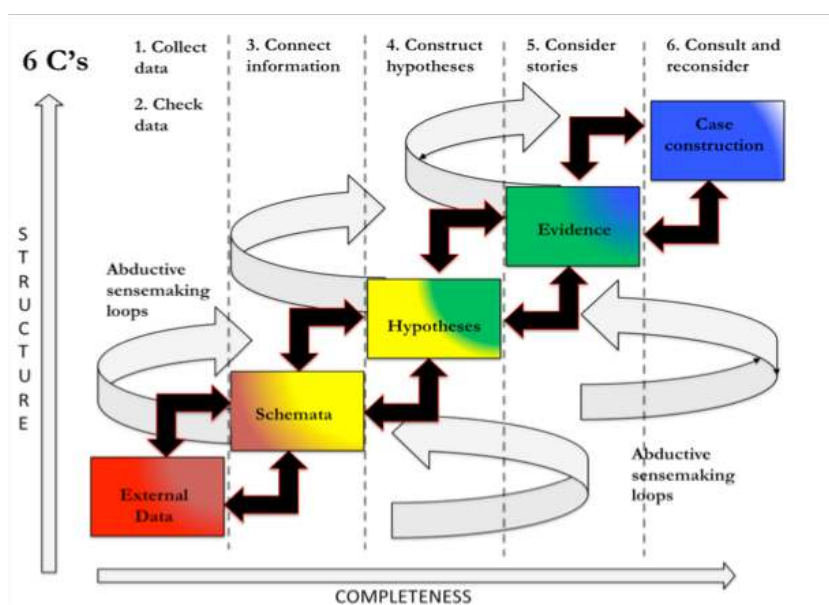 6 C's
1. Collect
data
2. Check
data
3. Connect
information
4. Construct
hypotheses
5. Consider
stories
6. Consult and
reconsider
Case
construction
Evidence
Abductive
sensemaking
loops
Hypotheses
Schemata
External
Data
Abductive
sensemaking
loops
STRUCTURE
COMPLETENESS